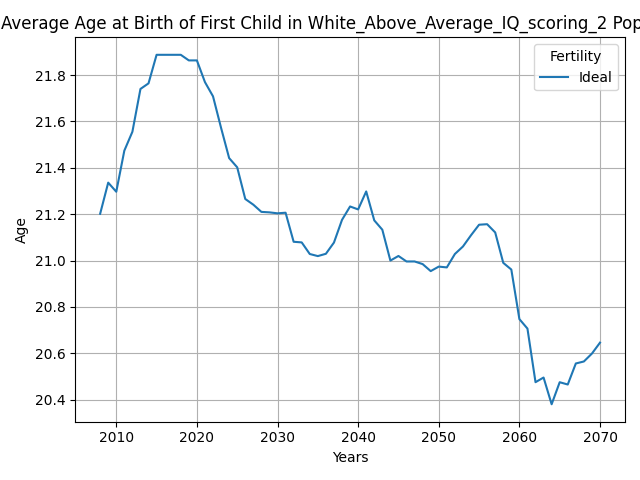 Average Age at Birth of First Child in White_Above_Average_IQ_scoring_2 Pop
Fertility
Ideal
21.8
21.6
21.4
21.2
21.0
20.8
20.6
20.4
Age
2010 2020 2030 2040 2050 2060 2070
Years